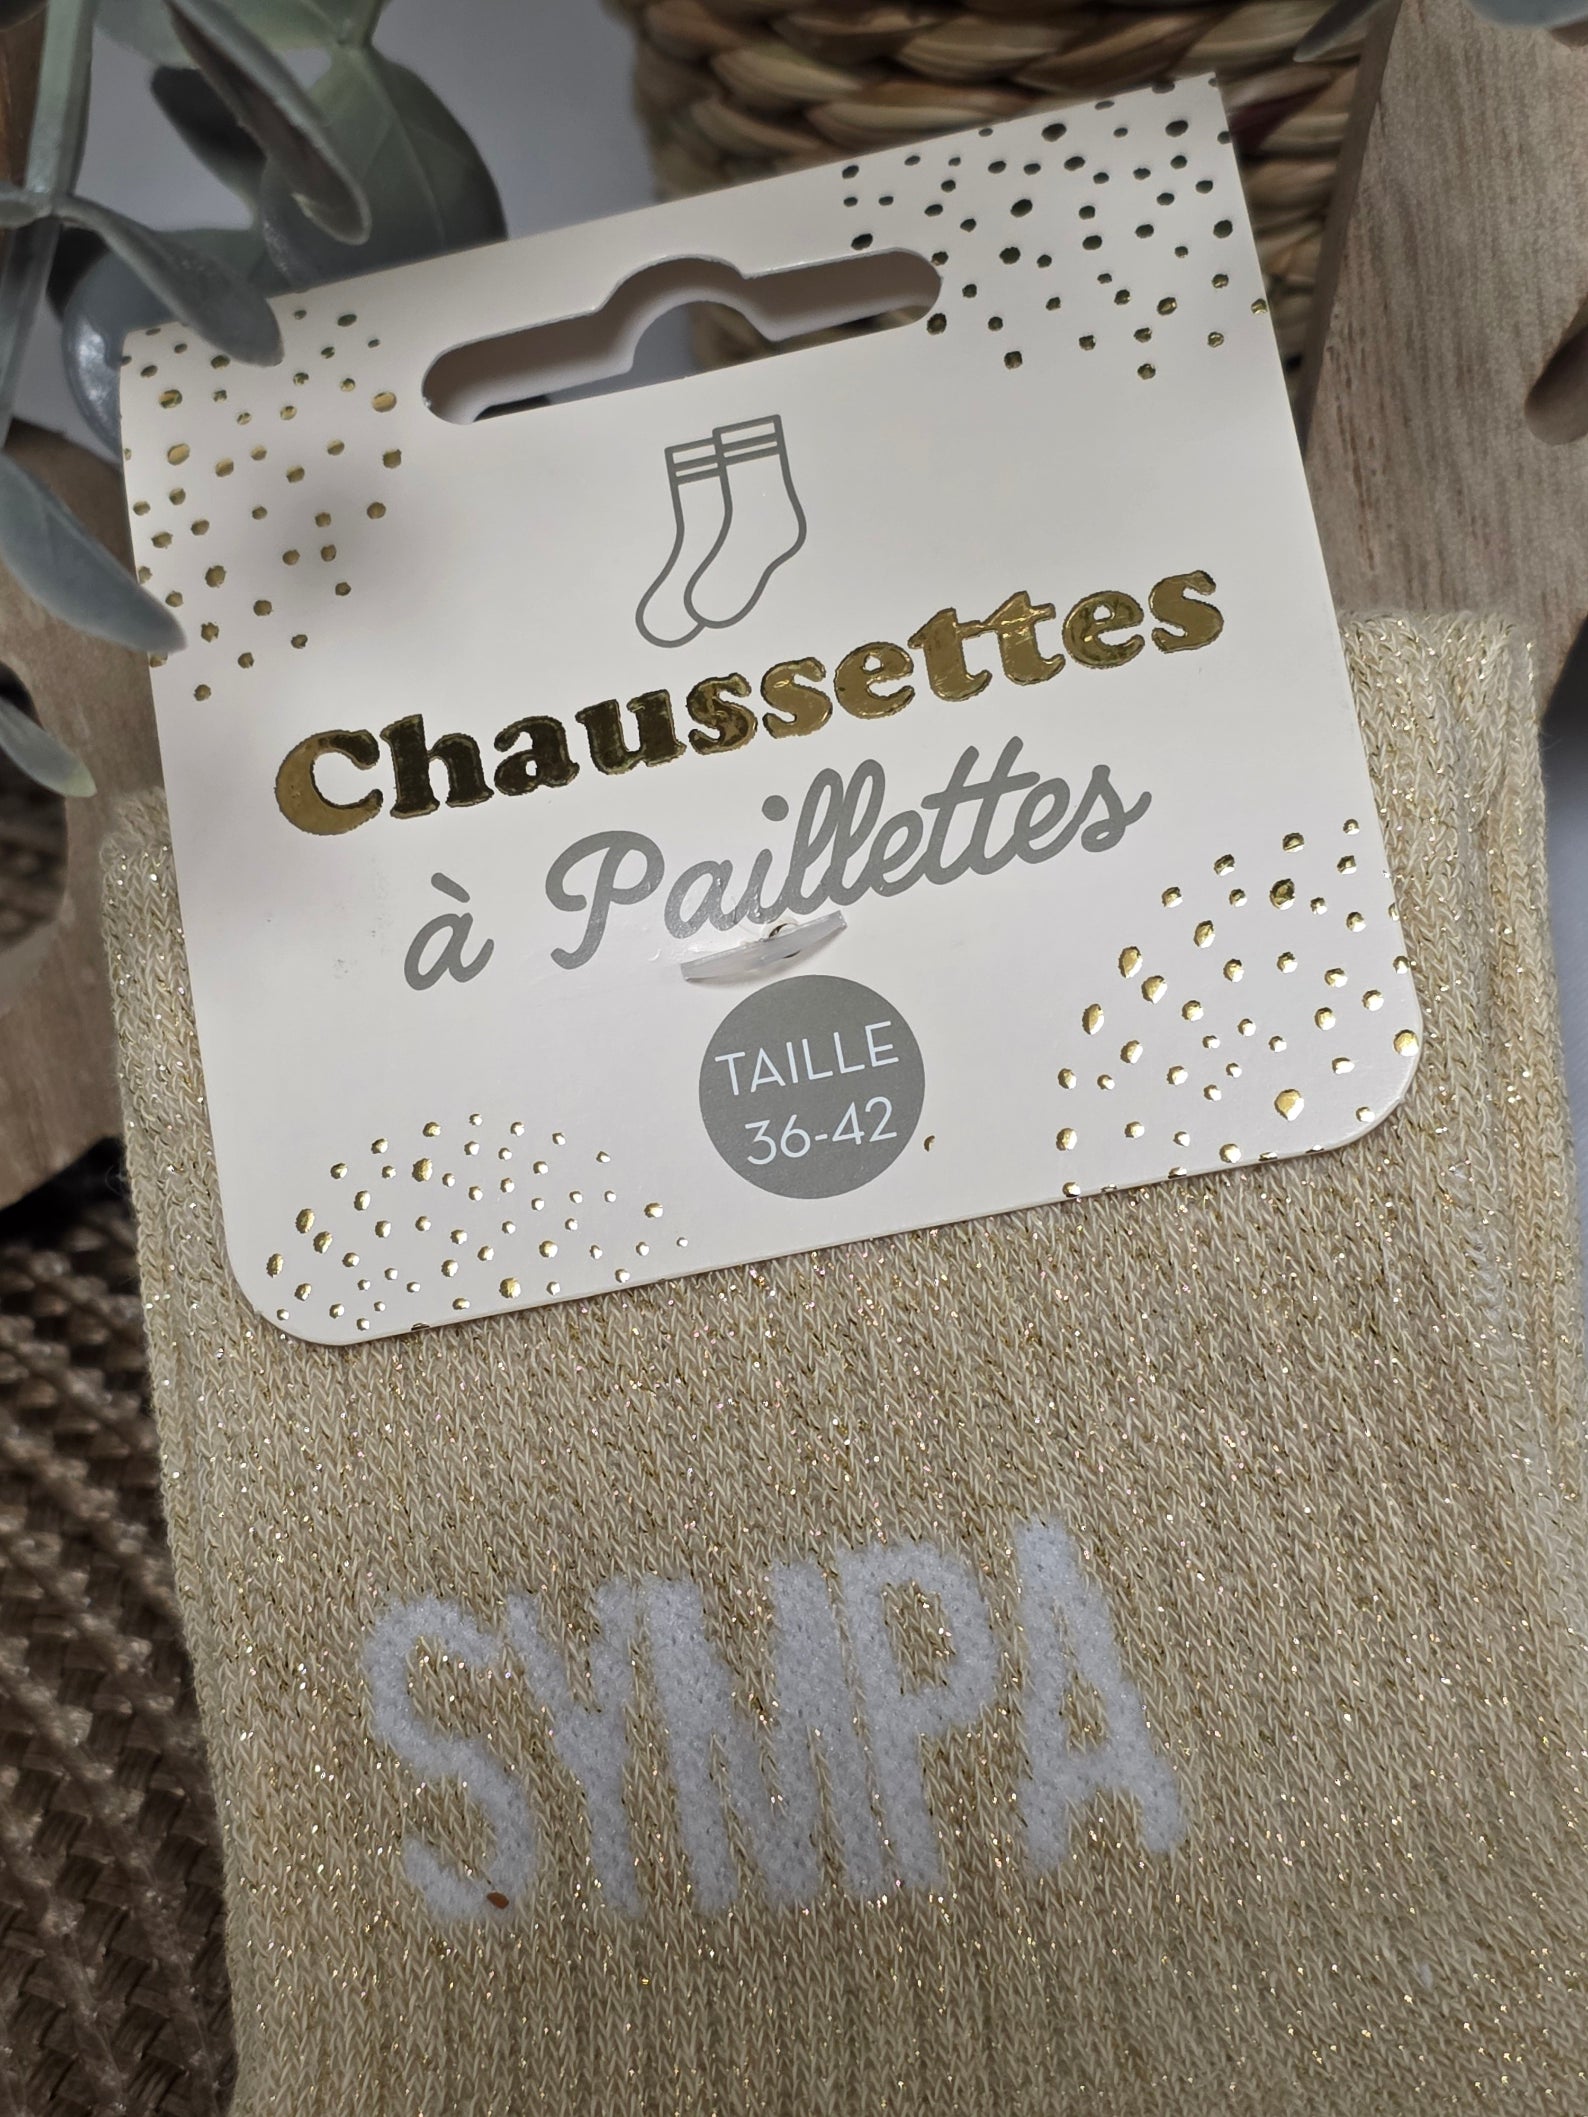 Chaussettes
à Paillettes
TAILLE
36-42
SYMPA